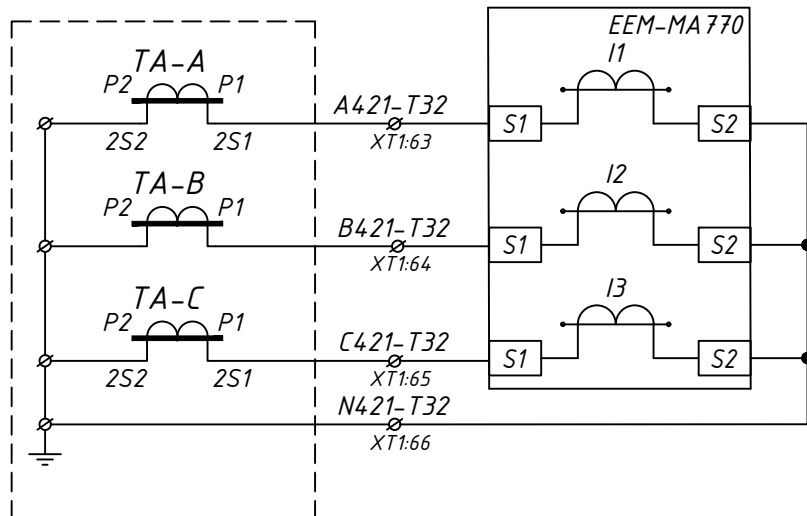 EEM-MA770
TA-A
P2 P1
I1
A421-T32
S1 S2
2S2 2S1
XT1:63
TA-B
P2 P1
I2
B421-T32
S1 S2
XT1:64
TA-C
P2 P1
I3
C421-T32
S1 S2
2S2 2S1
XT1:65
N421-T32
XT1:66